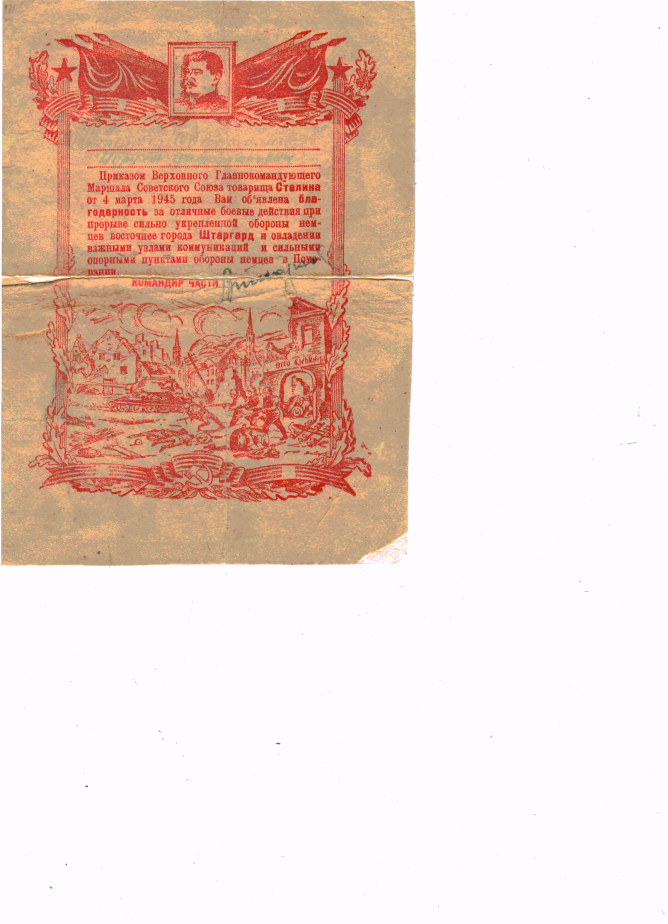 Приказом Верховного Главнокомандующего
Маршала Советского Союза товарища Сталина
от 4 марта 1945 года Вам об'явлена бла-
годарность за отличные боевые действия при
прорыве сильно укрепленной обороны нем-
цев восточнее города Штаргард и овладении
важными узлами коммуникаций и сильными
опорными пунктами обороны немцев в Поме-
рании.
КОМАНДИР ЧАСТИ
Otto